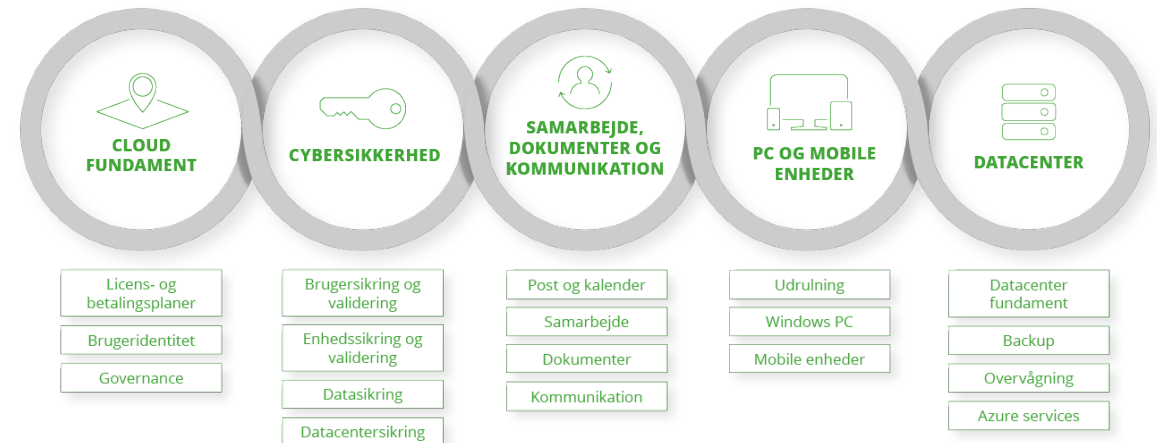 CLOUD
FUNDAMENT
Licens- og
betalingsplaner
Brugeridentitet
Governance
CYBERSIKKERHED
Brugersikring og
validering
Enhedssikring og
validering
Datasikring
Datacentersikring
SAMARBEJDE,
DOKUMENTER OG
KOMMUNIKATION
Post og kalender
Samarbejde
Dokumenter
Kommunikation
PC OG MOBILE
ENHEDER
Udrulning
Windows PC
Mobile enheder
DATACENTER
Datacenter
fundament
Backup
Overvågning
Azure services